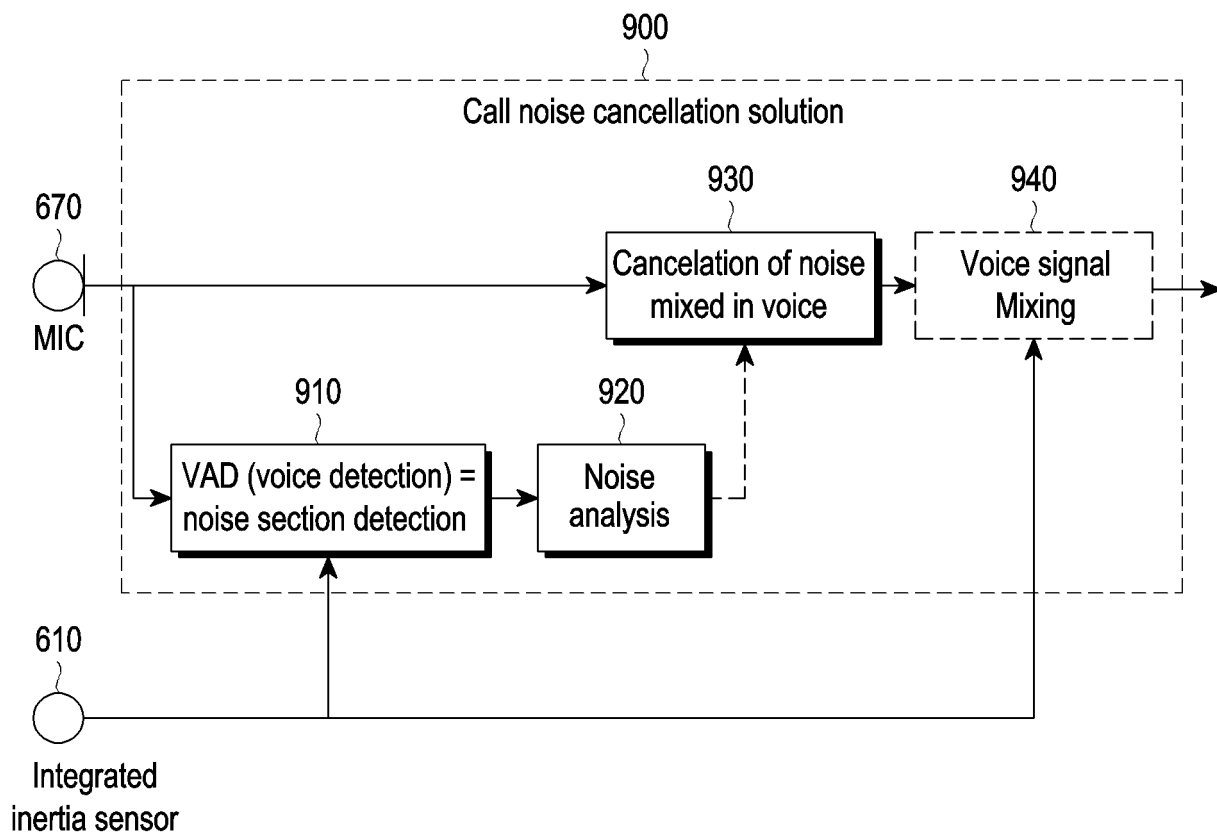 900
Call noise cancellation solution
670
930
940
MIC
Cancelation of noise
mixed in voice
Voice signal
Mixing
910
920
VAD (voice detection) =
noise section detection
Noise
analysis
610
Integrated
inertia sensor